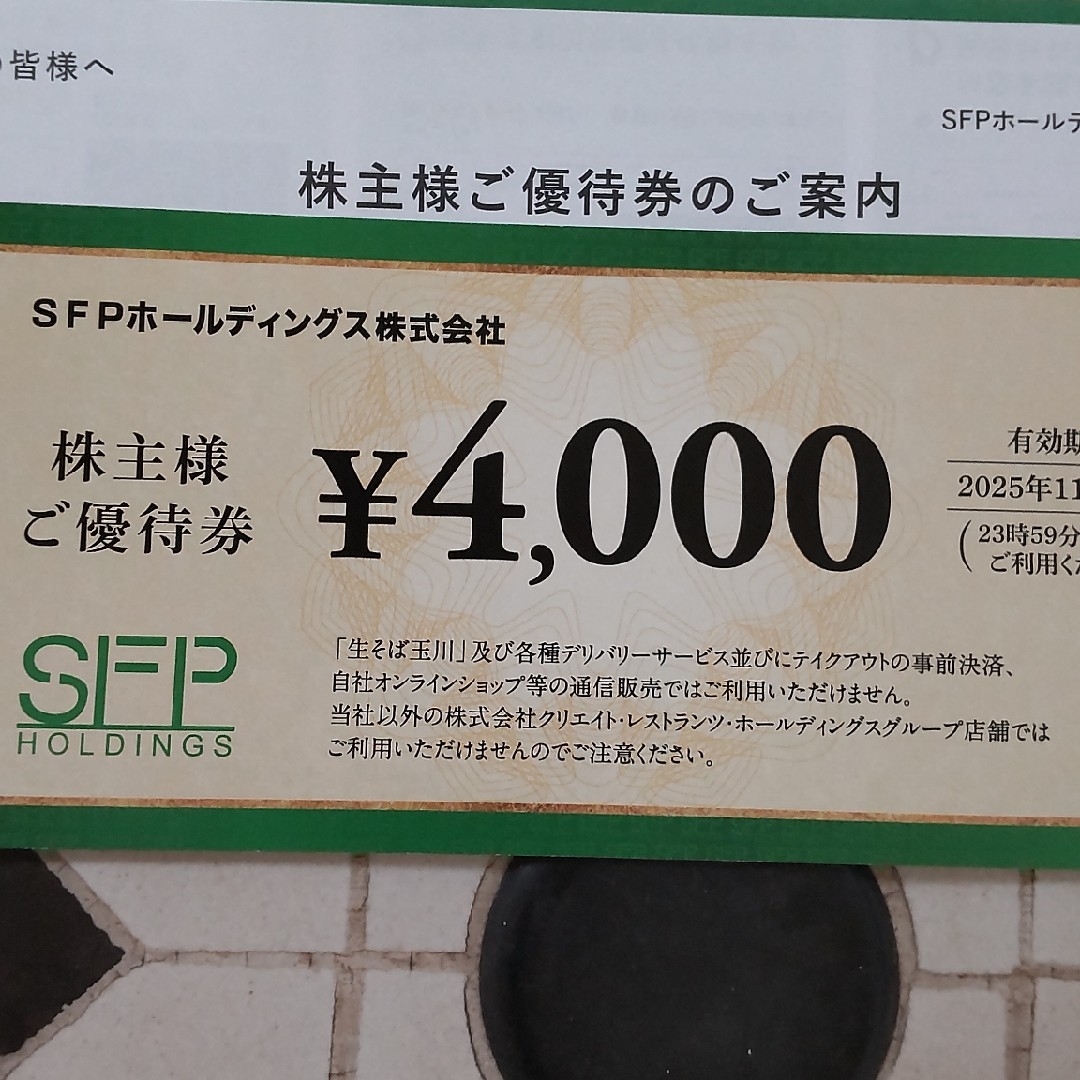 皆様へ
SFPホールデ
株主様ご優待券のご案内
SFPホールディングス株式会社
株主様
ご優待券
¥4,000
有効期
2025年11
(23時59分
ご利用くだ
「生そば玉川」及び各種デリバリーサービス並びにテイクアウトの事前決済、
自社オンラインショップ等の通信販売ではご利用いただけません。
当社以外の株式会社クリエイト・レストランツ・ホールディングスグループ店舗では
ご利用いただけませんのでご注意ください。
SFP
HOLDINGS